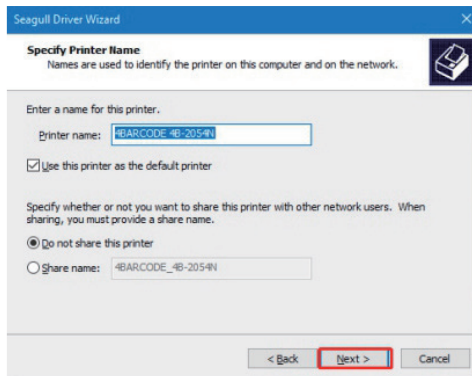 Seagull Driver Wizard
Specify Printer Name
Names are used to identify the printer on this computer and on the network.
Enter a name for this printer.
Printer name: 4BARCODE 4B-2054N
Use this printer as the default printer
Specify whether or not you want to share this printer with other network users. When
sharing, you must provide a share name.
Do not share this printer
Share name: 4BARCODE_4B-2054N
< Back Next > Cancel